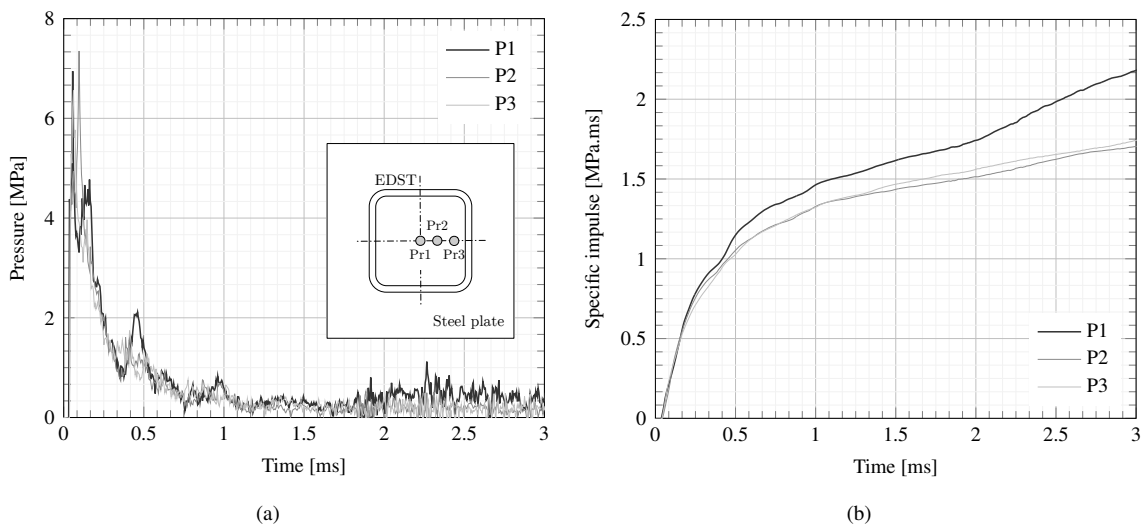 8
6
4
2
0
Pressure [MPa]
P1
P2
P3
EDST
Pr2
Pr1
Pr3
Steel plate
0
0.5
1
1.5
2
2.5
3
Time [ms]
(a)
2.5
2
1.5
1
0.5
0
Specific impulse [MPa.ms]
P1
P2
P3
0
0.5
1
1.5
2
2.5
3
Time [ms]
(b)